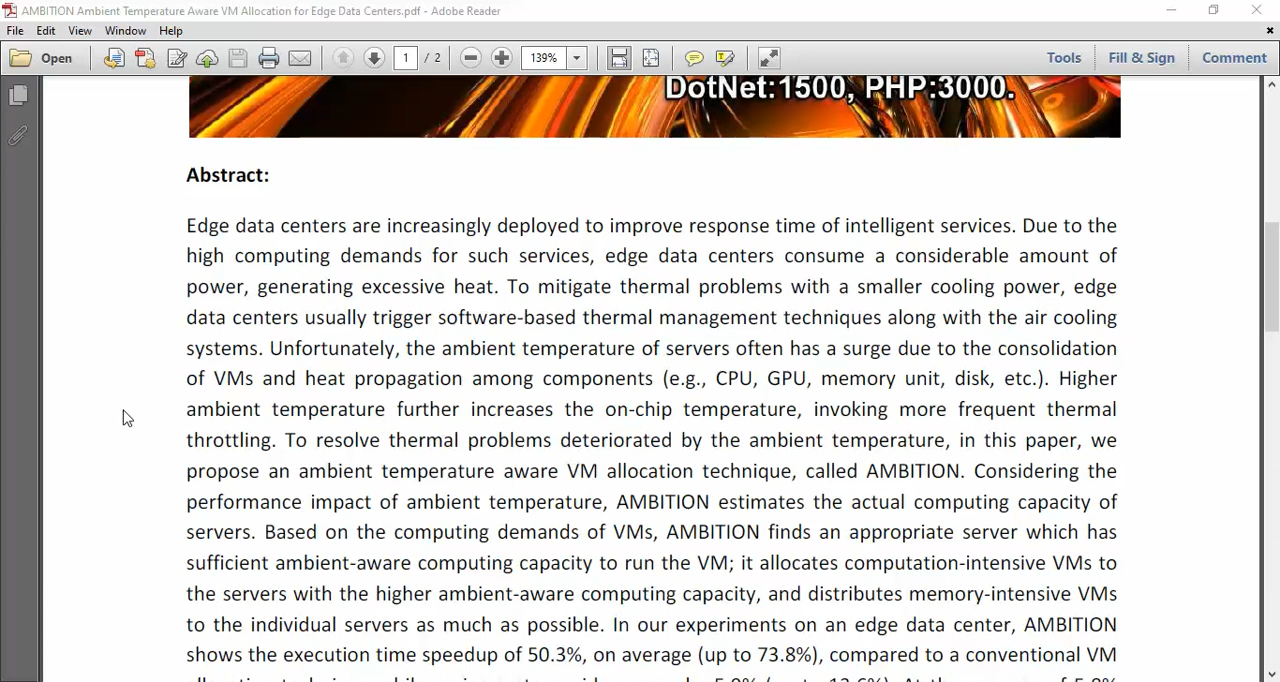 AMBITION Ambient Temperature Aware VM Allocation for Edge Data Centers.pdf - Adobe Reader
File Edit View Window Help
Open 1 / 2 139% Tools Fill & Sign Comment
DotNet:1500, PHP:3000.
Abstract:
Edge data centers are increasingly deployed to improve response time of intelligent services. Due to the
high computing demands for such services, edge data centers consume a considerable amount of
power, generating excessive heat. To mitigate thermal problems with a smaller cooling power, edge
data centers usually trigger software-based thermal management techniques along with the air cooling
systems. Unfortunately, the ambient temperature of servers often has a surge due to the consolidation
of VMs and heat propagation among components (e.g., CPU, GPU, memory unit, disk, etc.). Higher
ambient temperature further increases the on-chip temperature, invoking more frequent thermal
throttling. To resolve thermal problems deteriorated by the ambient temperature, in this paper, we
propose an ambient temperature aware VM allocation technique, called AMBITION. Considering the
performance impact of ambient temperature, AMBITION estimates the actual computing capacity of
servers. Based on the computing demands of VMs, AMBITION finds an appropriate server which has
sufficient ambient-aware computing capacity to run the VM; it allocates computation-intensive VMs to
the servers with the higher ambient-aware computing capacity, and distributes memory-intensive VMs
to the individual servers as much as possible. In our experiments on an edge data center, AMBITION
shows the execution time speedup of 50.3%, on average (up to 73.8%), compared to a conventional VM